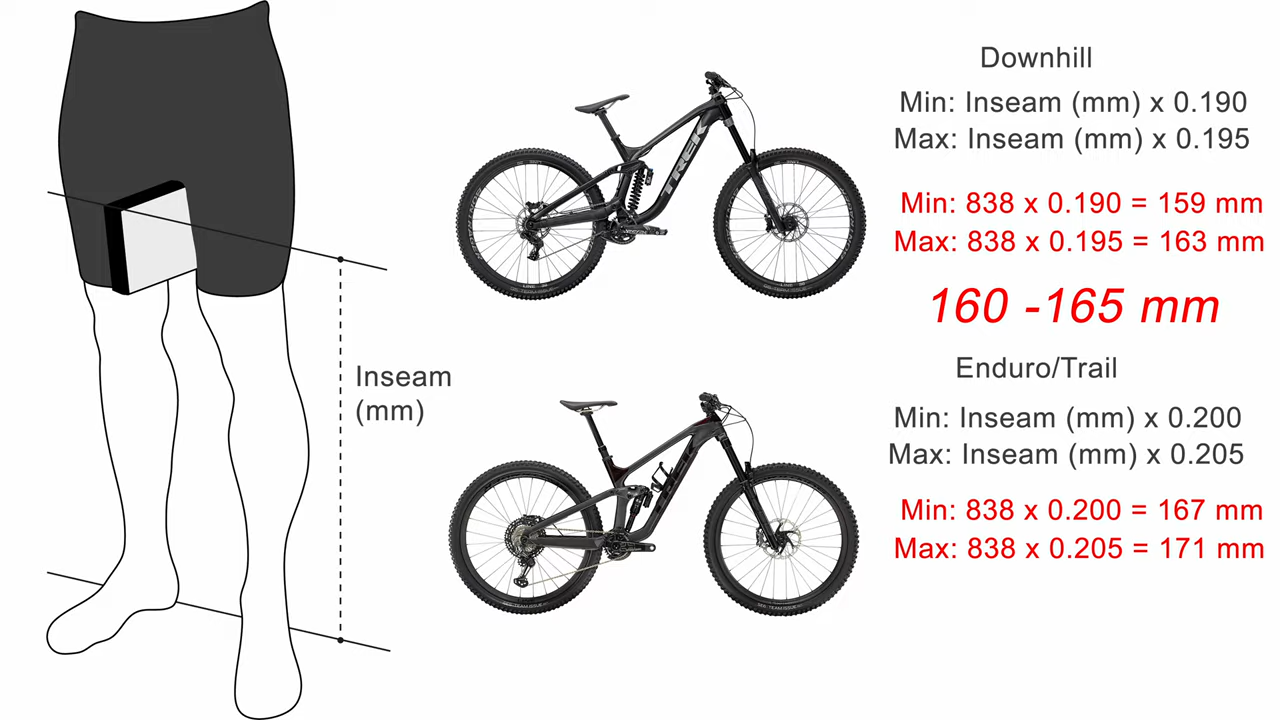 Downhill
Min: Inseam (mm) x 0.190
Max: Inseam (mm) x 0.195
Min: 838 x 0.190 = 159 mm
Max: 838 x 0.195 = 163 mm
160 -165 mm
TREK
Inseam
(mm)
Enduro/Trail
Min: Inseam (mm) x 0.200
Max: Inseam (mm) x 0.205
Min: 838 x 0.200 = 167 mm
Max: 838 x 0.205 = 171 mm
TREK